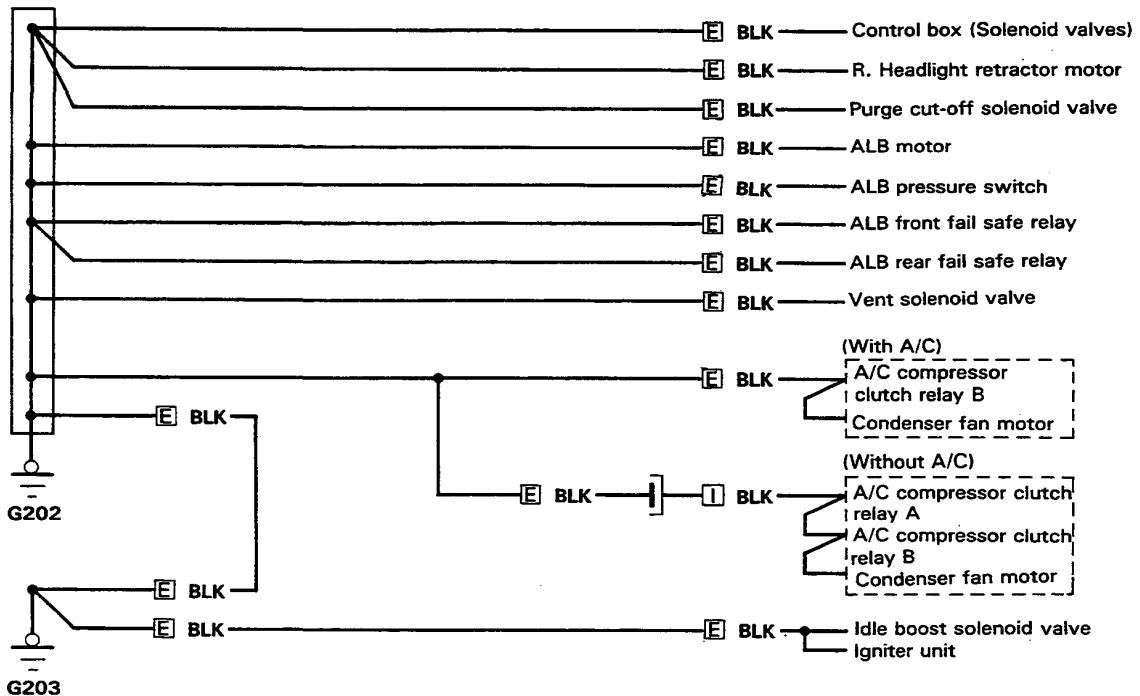 E BLK Control box (Solenoid valves)
E BLK R. Headlight retractor motor
E BLK Purge cut-off solenoid valve
E BLK ALB motor
E BLK ALB pressure switch
E BLK ALB front fail safe relay
E BLK ALB rear fail safe relay
E BLK Vent solenoid valve
(With A/C)
E BLK A/C compressor
clutch relay B
Condenser fan motor
E BLK
(Without A/C)
E BLK I BLK A/C compressor clutch
relay A
A/C compressor clutch
relay B
Condenser fan motor
G202
E BLK
E BLK E BLK Idle boost solenoid valve
Igniter unit
G203